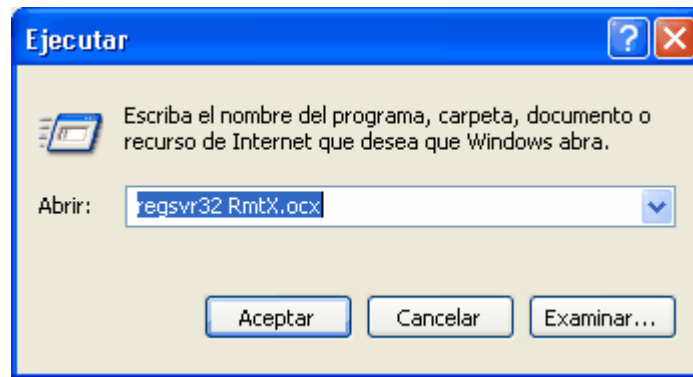 Ejecutar
Escriba el nombre del programa, carpeta, documento o
recurso de Internet que desea que Windows abra.
Abrir: regsvr32 RmtX.ocx
Aceptar Cancelar Examinar...